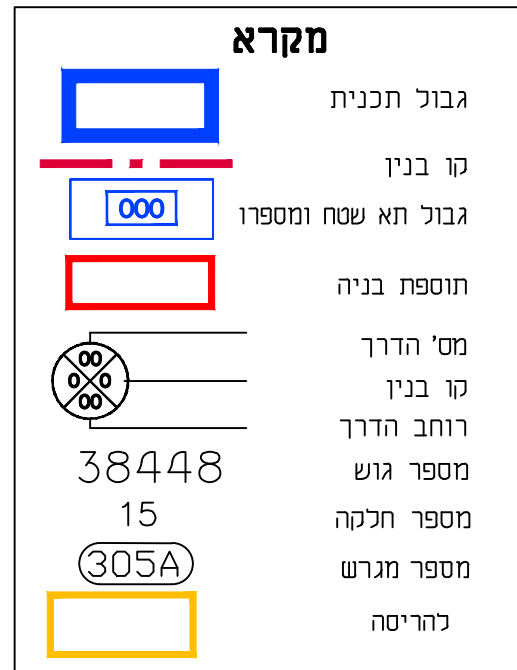 מקרא
גבול תכנית
קו בנין
גבול תא שטח ומספרו 000
תוספת בניה
מס' הדרך 00
קו בנין 0 0
רוחב הדרך 00
מספר גוש 38448
מספר חלקה 15
מספר מגרש 305A
להריסה